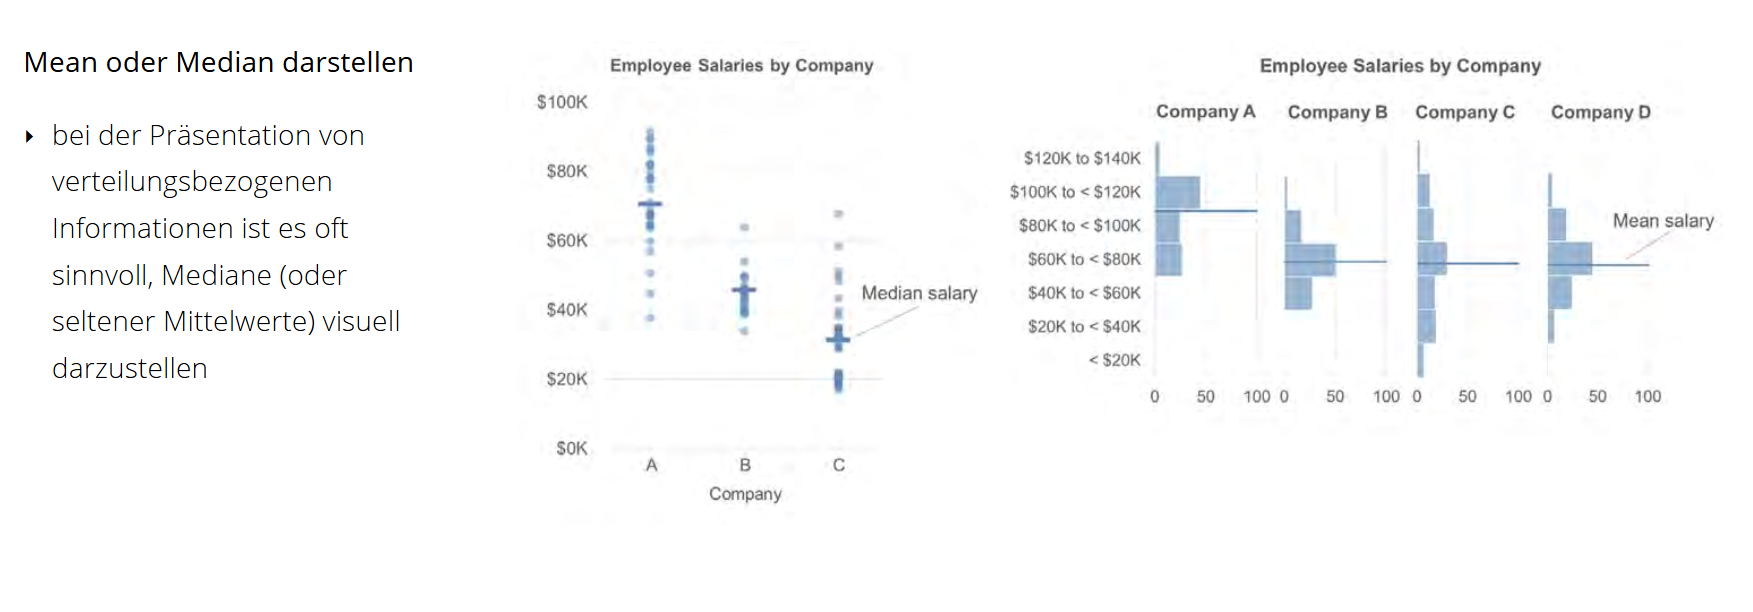 Mean oder Median darstellen
bei der Präsentation von
verteilungsbezogenen
Informationen ist es oft
sinnvoll, Mediane (oder
seltener Mittelwerte) visuell
darzustellen
Employee Salaries by Company
$100K
$80K
$60K
$40K
$20K
$0K
Median salary
A B C
Company
Employee Salaries by Company
Company A Company B Company C Company D
$120K to $140K
$100K to < $120K
$80K to < $100K
$60K to < $80K
$40K to < $60K
$20K to < $40K
< $20K
Mean salary
0 50 100 0 50 100 0 50 100 0 50 100